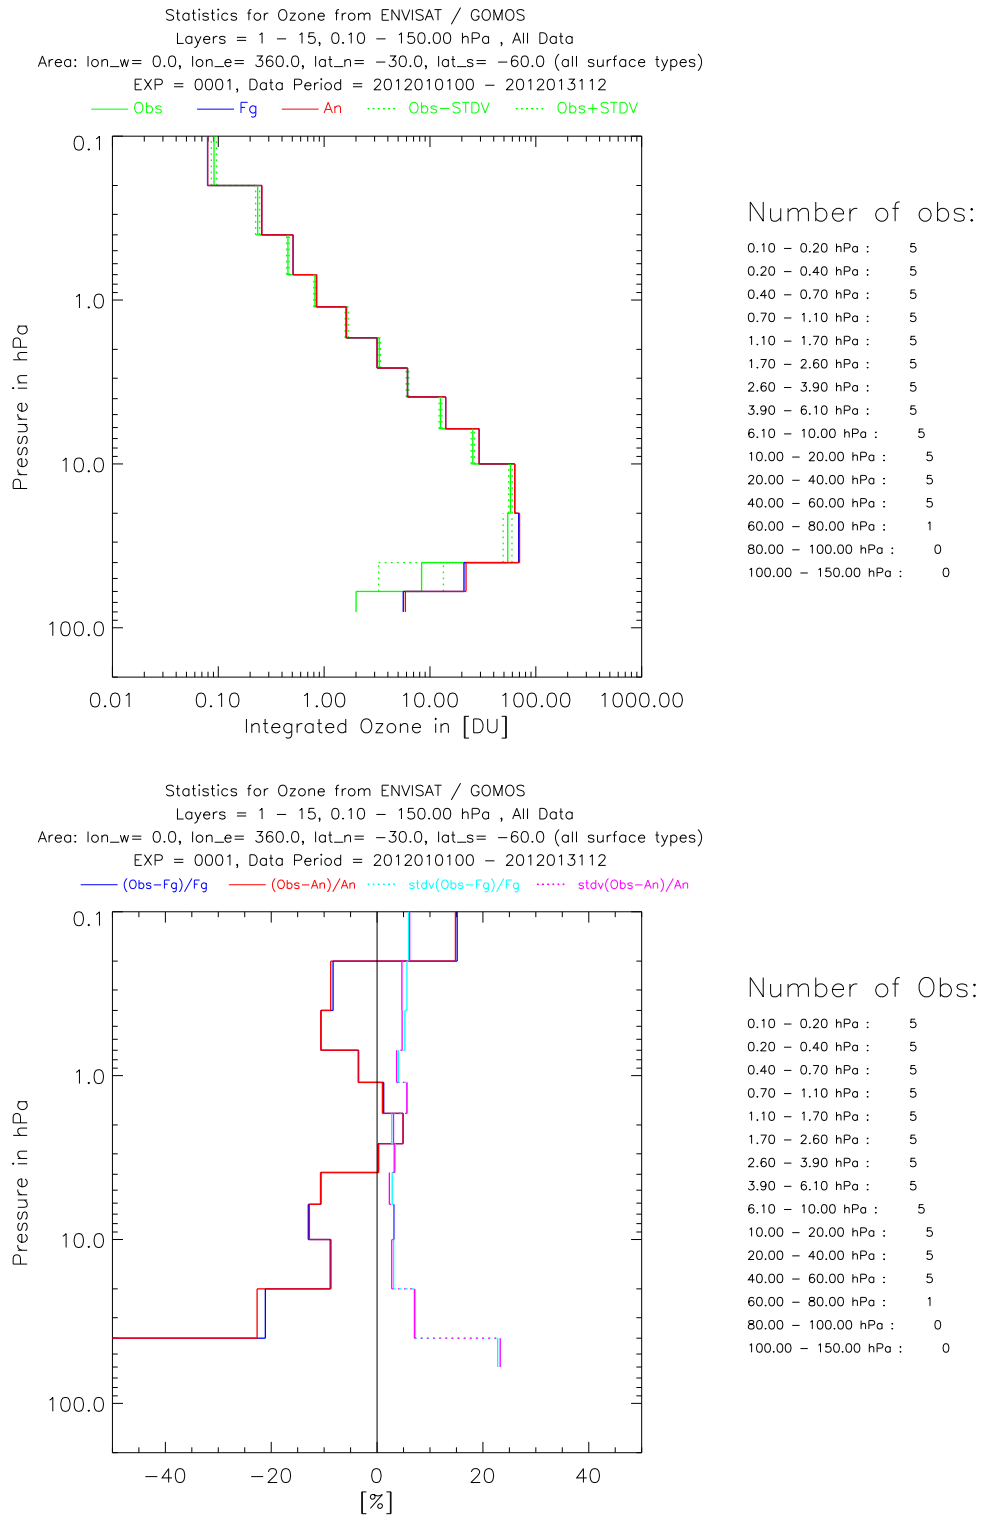 Statistics for Ozone from ENVISAT / GOMOS
Layers = 1 − 15, 0.10 − 150.00 hPa , All Data
Area: lon_w= 0.0, lon_e= 360.0, lat_n= −30.0, lat_s= −60.0 (all surface types)
EXP = 0001, Data Period = 2012010100 − 2012013112
Obs Fg An Obs−STDV Obs+STDV
0.1
1.0
10.0
100.0
Pressure in hPa
0.01 0.10 1.00 10.00 100.00 1000.00
Integrated Ozone in [DU]
Number of obs:
0.10 − 0.20 hPa : 5
0.20 − 0.40 hPa : 5
0.40 − 0.70 hPa : 5
0.70 − 1.10 hPa : 5
1.10 − 1.70 hPa : 5
1.70 − 2.60 hPa : 5
2.60 − 3.90 hPa : 5
3.90 − 6.10 hPa : 5
6.10 − 10.00 hPa : 5
10.00 − 20.00 hPa : 5
20.00 − 40.00 hPa : 5
40.00 − 60.00 hPa : 5
60.00 − 80.00 hPa : 1
80.00 − 100.00 hPa : 0
100.00 − 150.00 hPa : 0
Statistics for Ozone from ENVISAT / GOMOS
Layers = 1 − 15, 0.10 − 150.00 hPa , All Data
Area: lon_w= 0.0, lon_e= 360.0, lat_n= −30.0, lat_s= −60.0 (all surface types)
EXP = 0001, Data Period = 2012010100 − 2012013112
(Obs−Fg)/Fg (Obs−An)/An stdv(Obs−Fg)/Fg stdv(Obs−An)/An
0.1
1.0
10.0
100.0
Pressure in hPa
−40 −20 0 20 40
[%]
Number of Obs:
0.10 − 0.20 hPa : 5
0.20 − 0.40 hPa : 5
0.40 − 0.70 hPa : 5
0.70 − 1.10 hPa : 5
1.10 − 1.70 hPa : 5
1.70 − 2.60 hPa : 5
2.60 − 3.90 hPa : 5
3.90 − 6.10 hPa : 5
6.10 − 10.00 hPa : 5
10.00 − 20.00 hPa : 5
20.00 − 40.00 hPa : 5
40.00 − 60.00 hPa : 5
60.00 − 80.00 hPa : 1
80.00 − 100.00 hPa : 0
100.00 − 150.00 hPa : 0